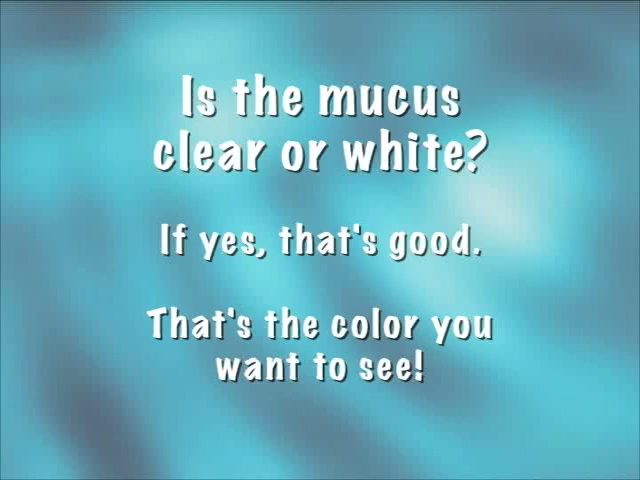 Is the mucus
clear or white?
If yes, that's good.
That's the color you
want to see!